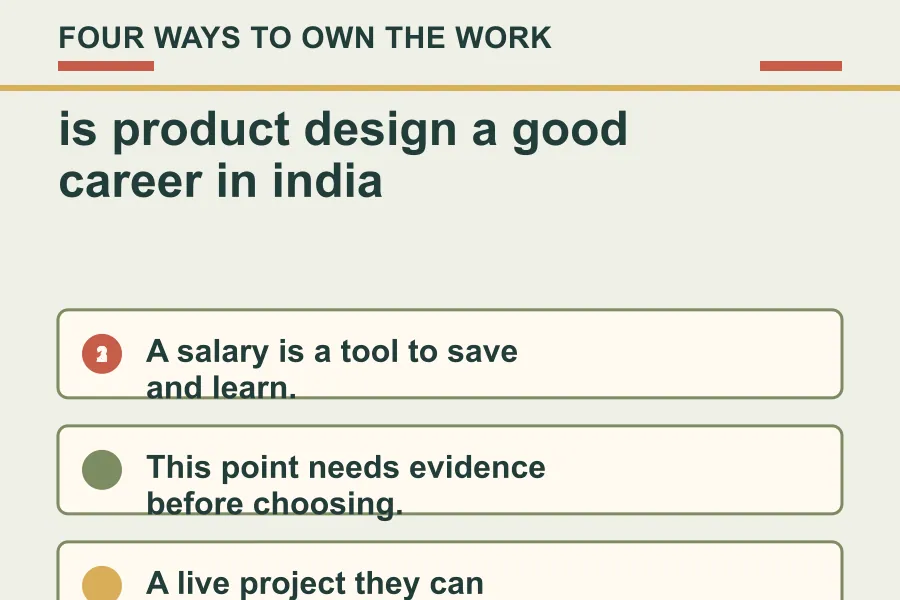 FOUR WAYS TO OWN THE WORK
is product design a good
career in india
A salary is a tool to save
and learn.
This point needs evidence
before choosing.
A live project they can